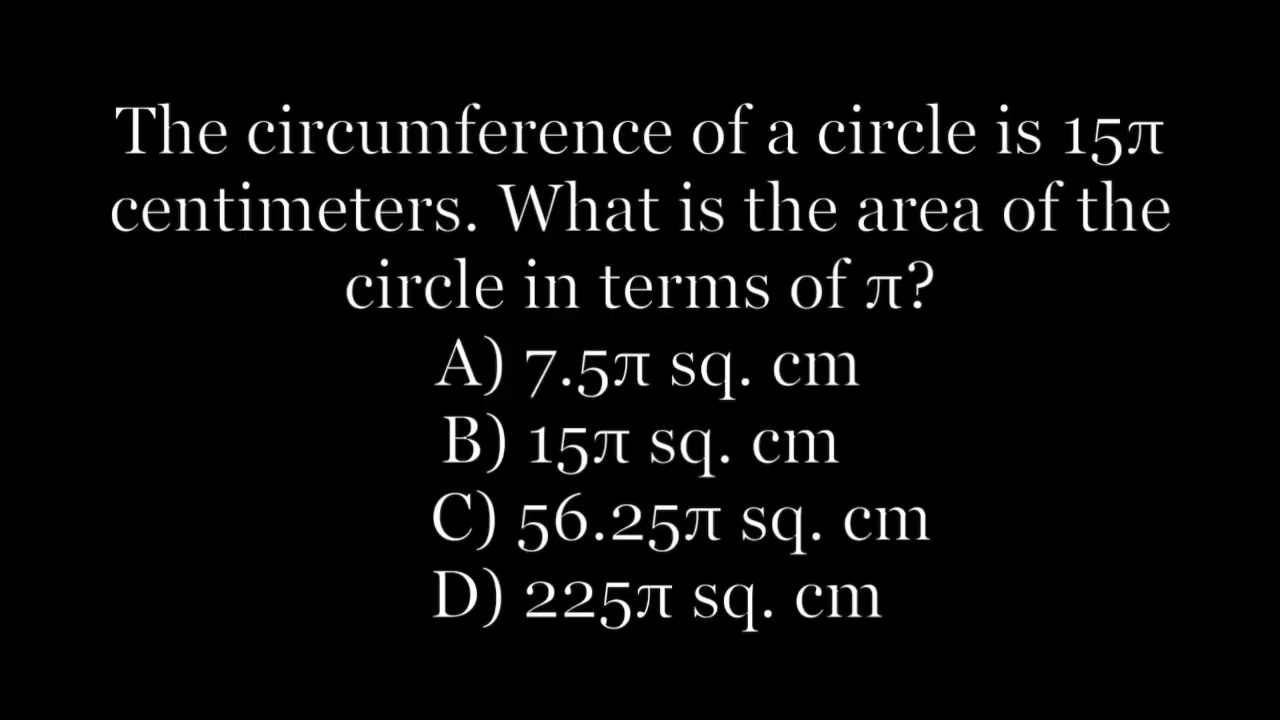 The circumference of a circle is 15π
centimeters. What is the area of the
circle in terms of π?
A) 7.5π sq. cm
B) 15π sq. cm
C) 56.25π sq. cm
D) 225π sq. cm